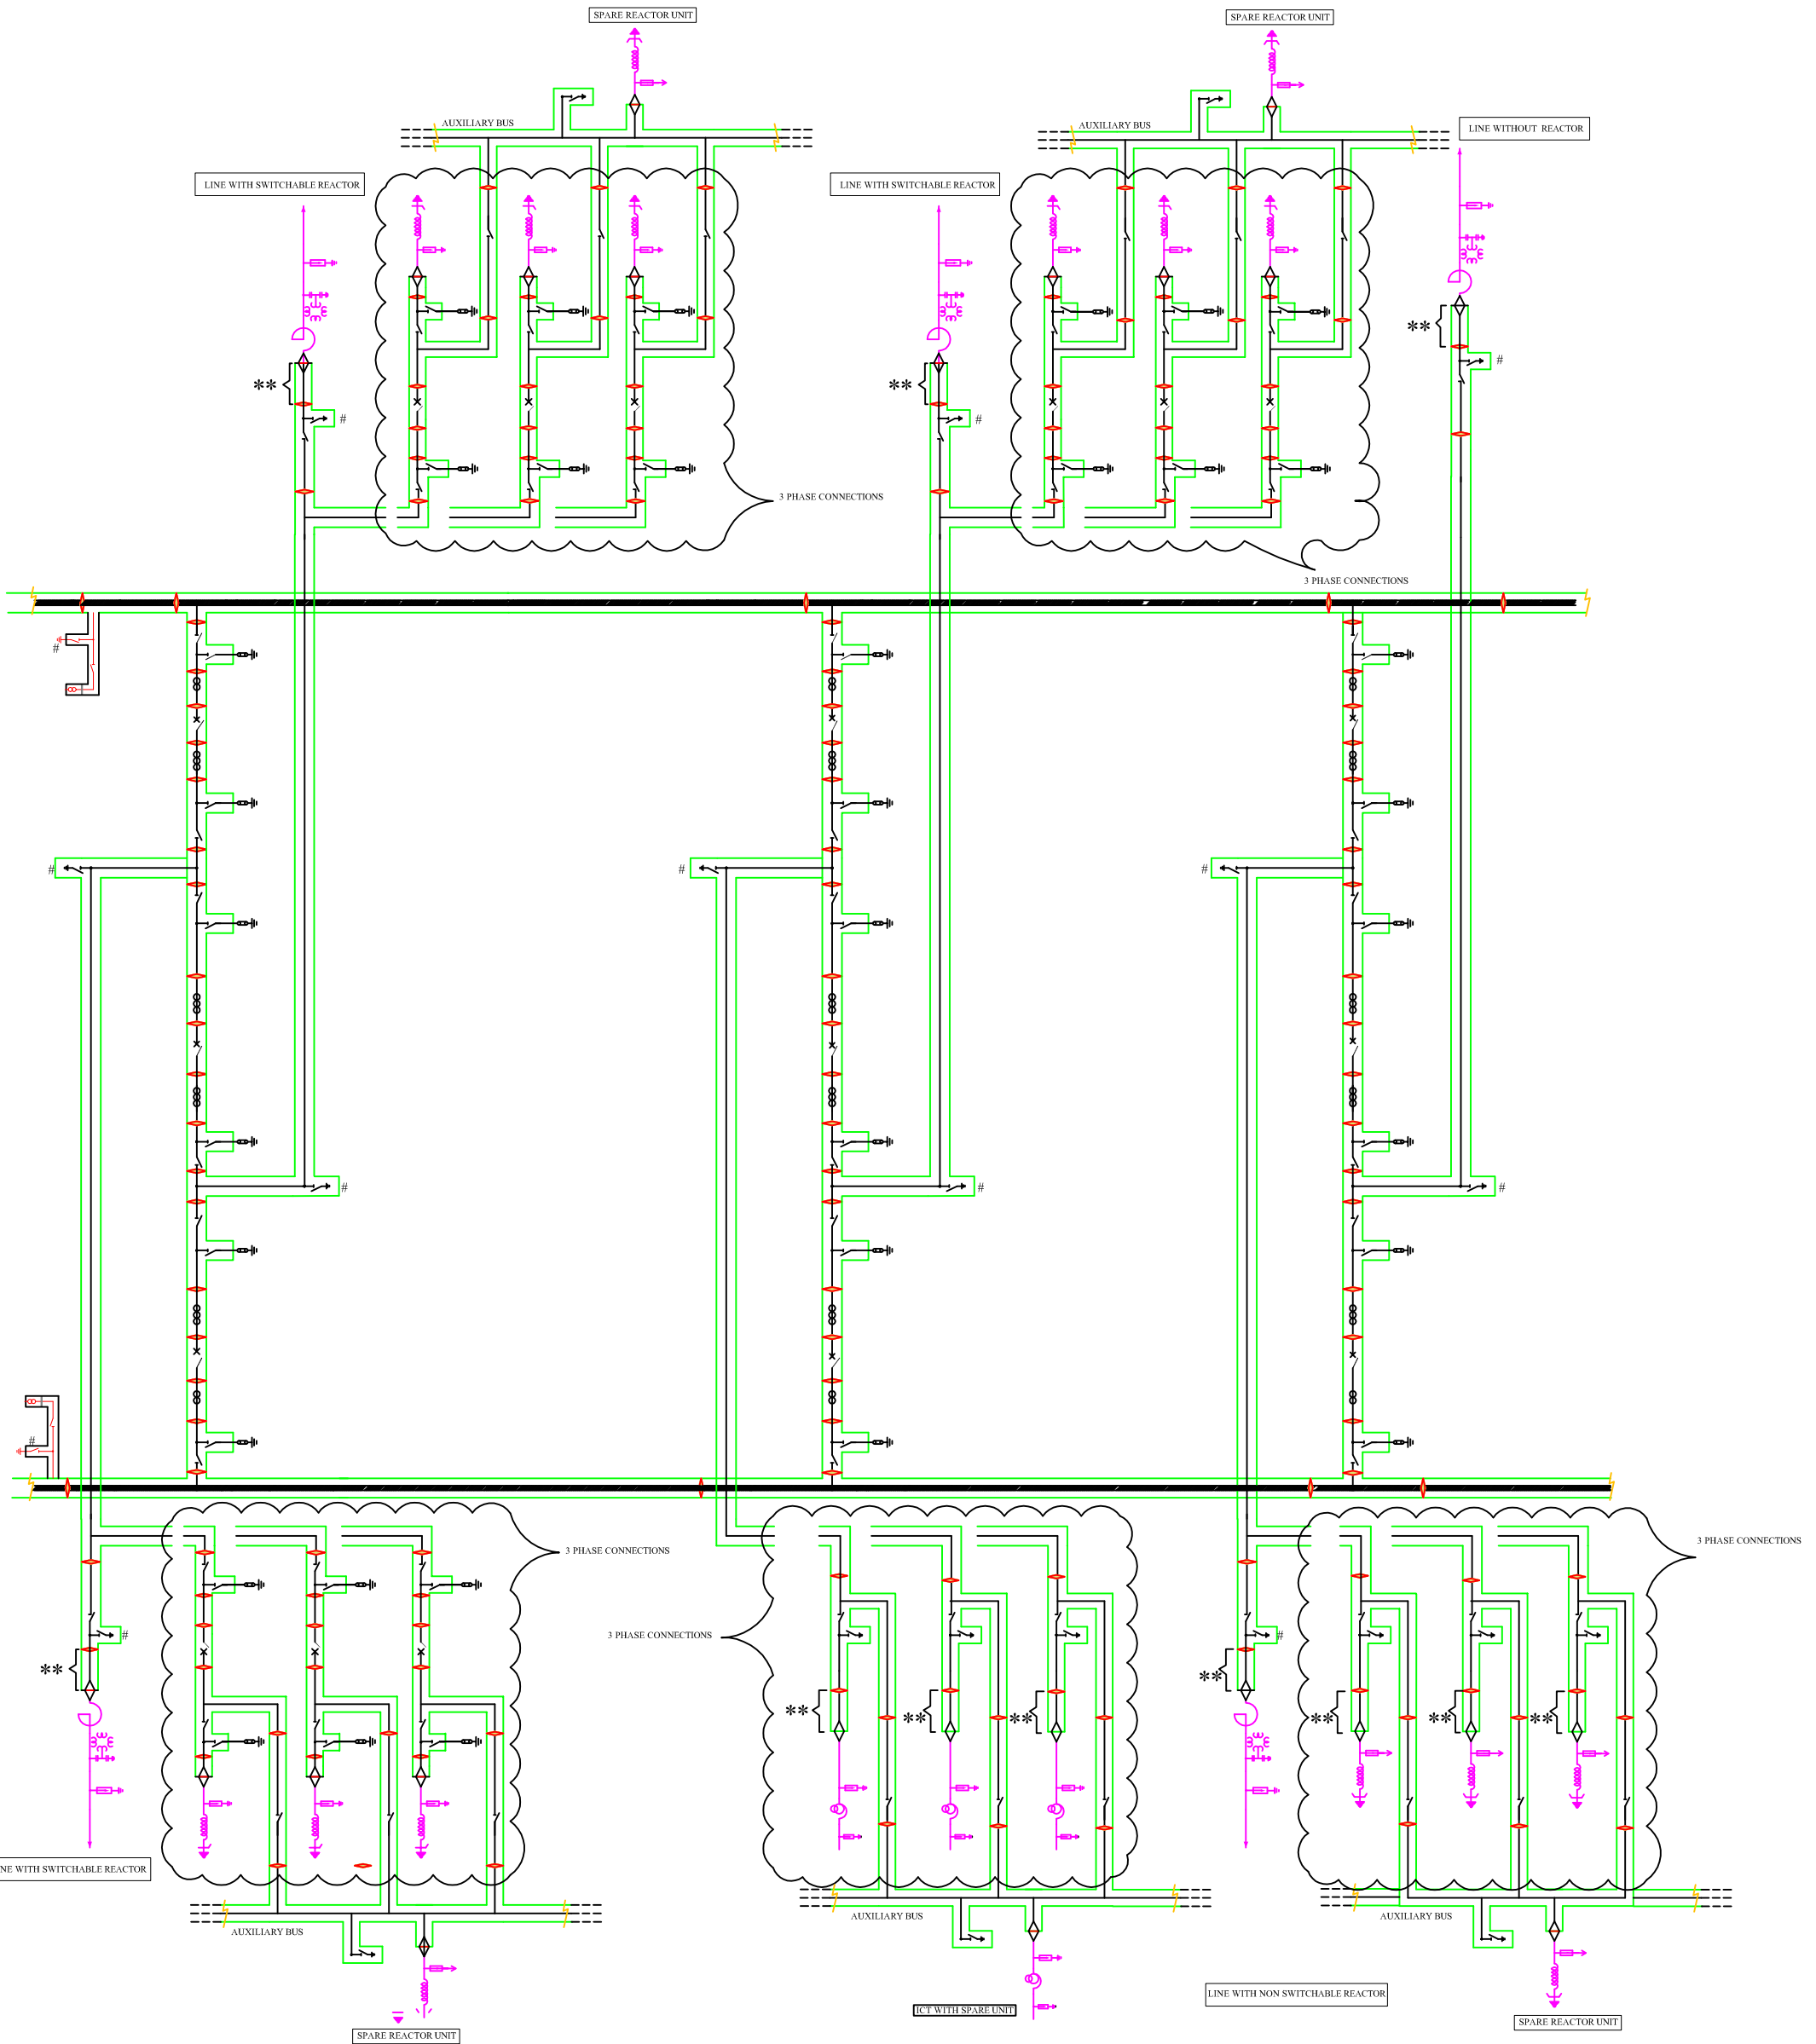 SPARE REACTOR UNIT
SPARE REACTOR UNIT
AUXILIARY BUS
AUXILIARY BUS
LINE WITHOUT REACTOR
LINE WITH SWITCHABLE REACTOR
LINE WITH SWITCHABLE REACTOR
**
**
**
#
#
#
3 PHASE CONNECTIONS
3 PHASE CONNECTIONS
#
#
#
#
#
#
#
#
3 PHASE CONNECTIONS
3 PHASE CONNECTIONS
3 PHASE CONNECTIONS
#
#
**
**
**
**
**
**
**
**
NE WITH SWITCHABLE REACTOR
AUXILIARY BUS
AUXILIARY BUS
AUXILIARY BUS
LINE WITH NON SWITCHABLE REACTOR
ICT WITH SPARE UNIT
SPARE REACTOR UNIT
SPARE REACTOR UNIT